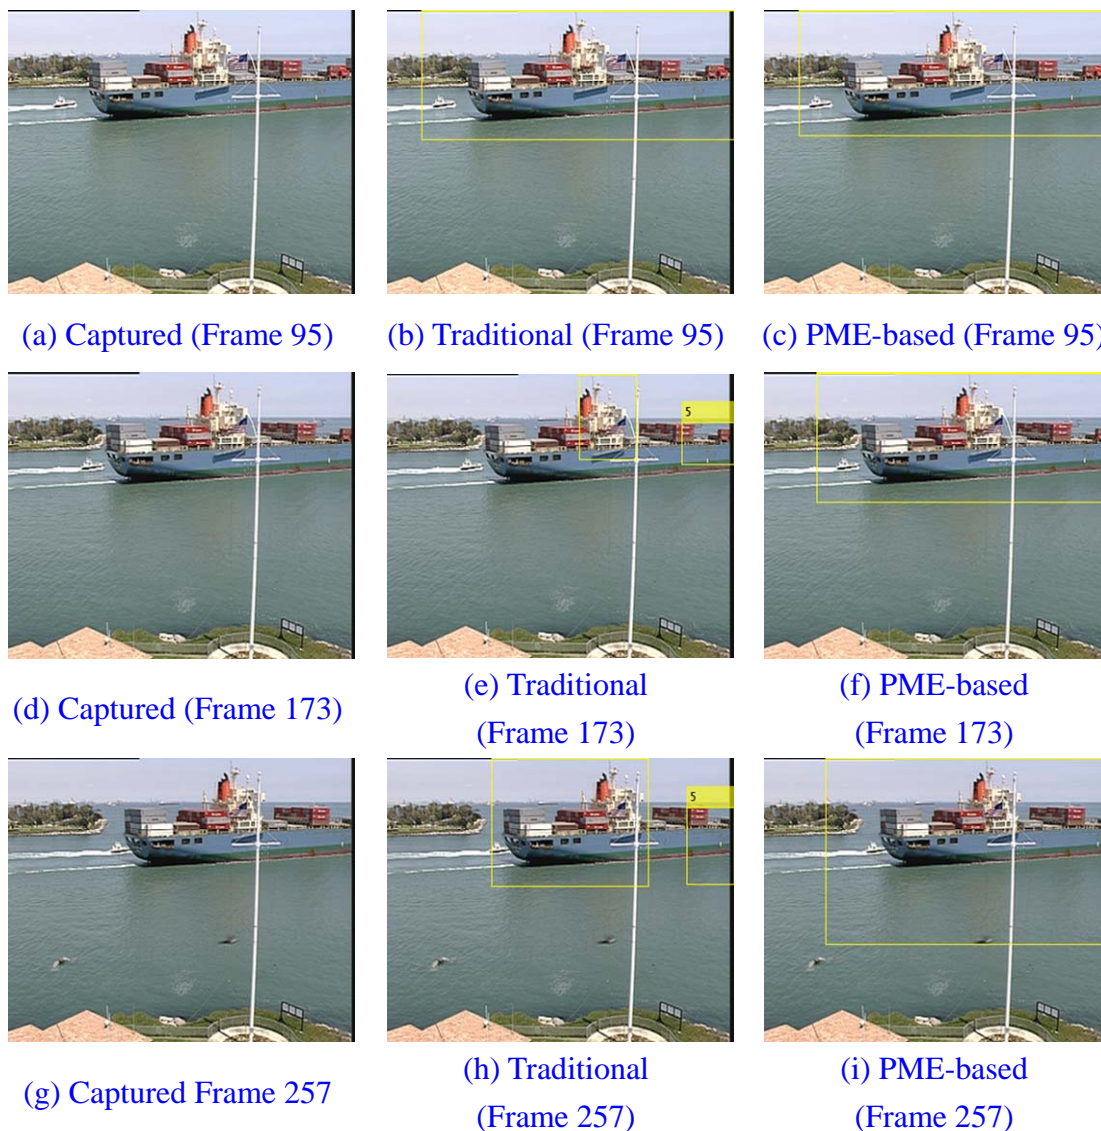 (a) Captured (Frame 95)
(b) Traditional (Frame 95)
(c) PME-based (Frame 95)
5
(d) Captured (Frame 173)
(e) Traditional
(Frame 173)
(f) PME-based
(Frame 173)
5
(g) Captured Frame 257
(h) Traditional
(Frame 257)
(i) PME-based
(Frame 257)